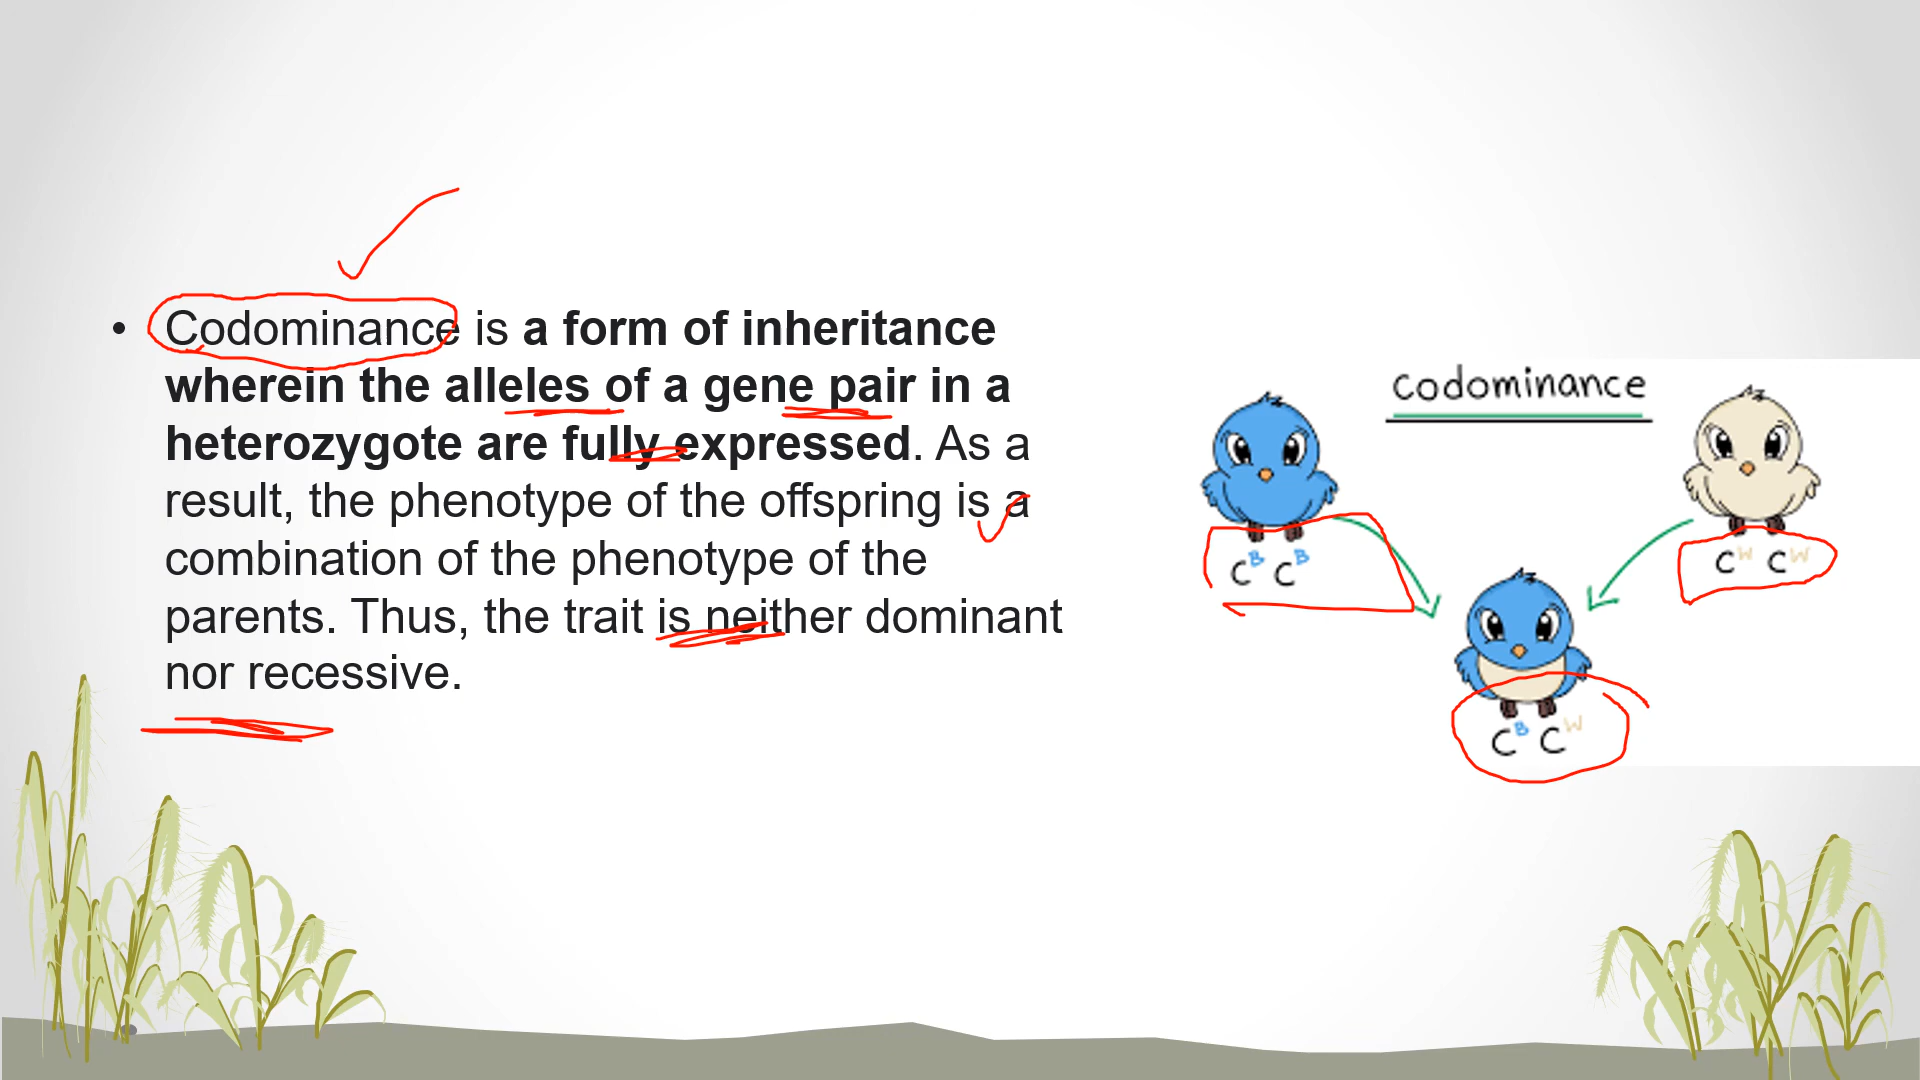 • Codominance is a form of inheritance
wherein the alleles of a gene pair in a
heterozygote are fully expressed. As a
result, the phenotype of the offspring is a
combination of the phenotype of the
parents. Thus, the trait is neither dominant
nor recessive.
codominance
C^B C^B
C^W C^W
C^B C^W